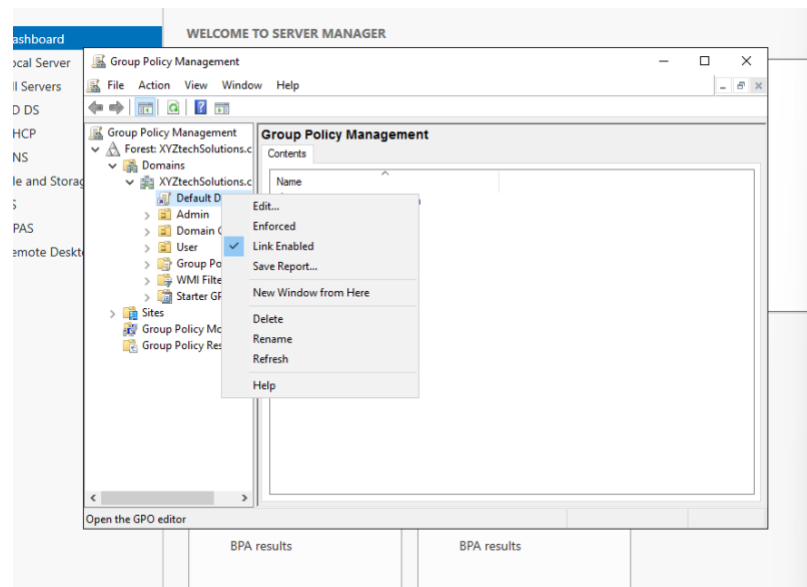 WELCOME TO SERVER MANAGER
ashboard
ocal Server
ll Servers
D DS
HCP
NS
le and Storag
S
PAS
emote Deskt
Group Policy Management
File Action View Window Help
Group Policy Management
Forest: XYZtechSolutions.c
Domains
XYZtechSolutions.c
Default D
Admin
Domain C
User
Group Po
WMI Filte
Starter GP
Sites
Group Policy Mo
Group Policy Res
Group Policy Management
Contents
Name
Edit...
Enforced
Link Enabled
Save Report...
New Window from Here
Delete
Rename
Refresh
Help
Open the GPO editor
BPA results
BPA results